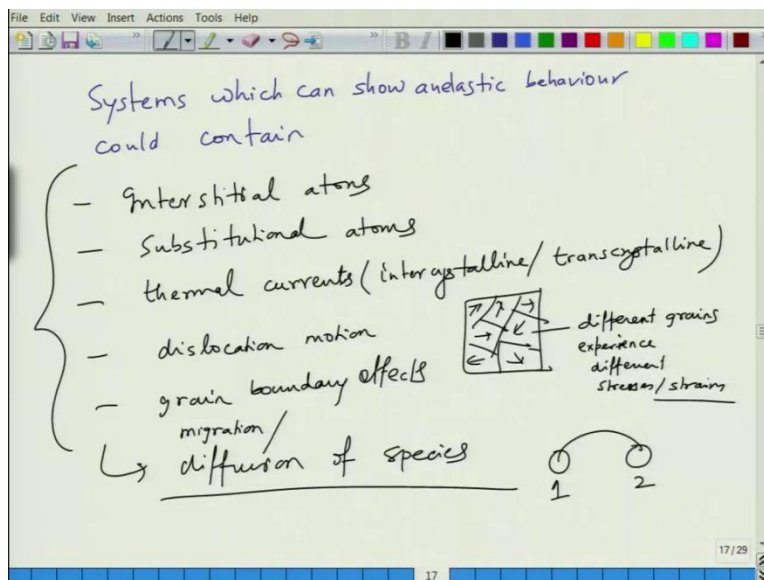 File Edit View Insert Actions Tools Help
Systems which can show anelastic behaviour
could contain
- Interstitial atoms
- Substitutional atoms
- thermal currents (intercrystalline/ transcrystalline)
- dislocation motion
- grain boundary effects
different grains
experience
different
stresses/strains
migration/
diffusion of species
1 2
17/29
17